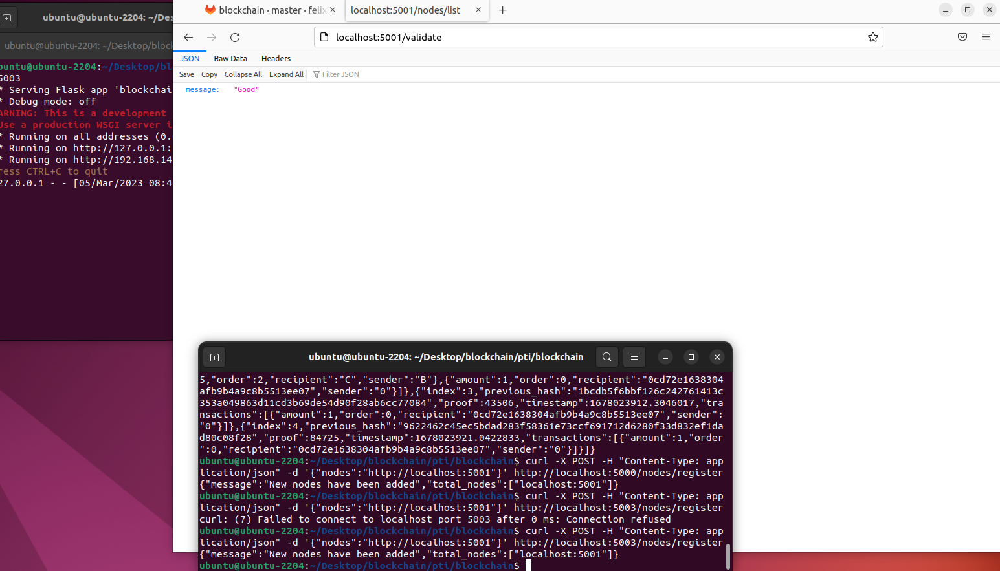 ubuntu@ubuntu-2204: ~/Des
ubuntu@ubuntu-2204: ~/Desktop/block
buntu@ubuntu-2204:~/Desktop/bl
5003
* Serving Flask app 'blockchai
* Debug mode: off
ARNING: This is a development
Use a production WSGI server i
* Running on all addresses (0.
* Running on http://127.0.0.1:
* Running on http://192.168.14
ress CTRL+C to quit
27.0.0.1 - - [05/Mar/2023 08:4
blockchain · master · felix
localhost:5001/nodes/list
localhost:5001/validate
JSON Raw Data Headers
Save Copy Collapse All Expand All Filter JSON
message: "Good"
ubuntu@ubuntu-2204: ~/Desktop/blockchain/pti/blockchain
5,"order":2,"recipient":"C","sender":"B"},{"amount":1,"order":0,"recipient":"0cd72e1638304
afb9b4a9c8b5513ee07","sender":"0"}]},{"index":3,"previous_hash":"1bcdb5f6bbf126c242761413c
353a049863d11cd3b69de54d90f28ab6cc77084","proof":43506,"timestamp":1678023912.3046017,"tra
nsactions":[{"amount":1,"order":0,"recipient":"0cd72e1638304afb9b4a9c8b5513ee07","sender":
"0"}]},{"index":4,"previous_hash":"9622462c45ec5bdad283f58361e73ccf691712d6280f33d832ef1da
d80c08f28","proof":84725,"timestamp":1678023921.0422833,"transactions":[{"amount":1,"order
":0,"recipient":"0cd72e1638304afb9b4a9c8b5513ee07","sender":"0"}]}]}
ubuntu@ubuntu-2204:~/Desktop/blockchain/pti/blockchain$ curl -X POST -H "Content-Type: app
lication/json" -d '{"nodes":"http://localhost:5001"}' http://localhost:5000/nodes/register
{"message":"New nodes have been added","total_nodes":["localhost:5001"]}
ubuntu@ubuntu-2204:~/Desktop/blockchain/pti/blockchain$ curl -X POST -H "Content-Type: app
lication/json" -d '{"nodes":"http://localhost:5001"}' http://localhost:5003/nodes/register
curl: (7) Failed to connect to localhost port 5003 after 0 ms: Connection refused
ubuntu@ubuntu-2204:~/Desktop/blockchain/pti/blockchain$ curl -X POST -H "Content-Type: app
lication/json" -d '{"nodes":"http://localhost:5001"}' http://localhost:5003/nodes/register
{"message":"New nodes have been added","total_nodes":["localhost:5001"]}
ubuntu@ubuntu-2204:~/Desktop/blockchain/pti/blockchain$